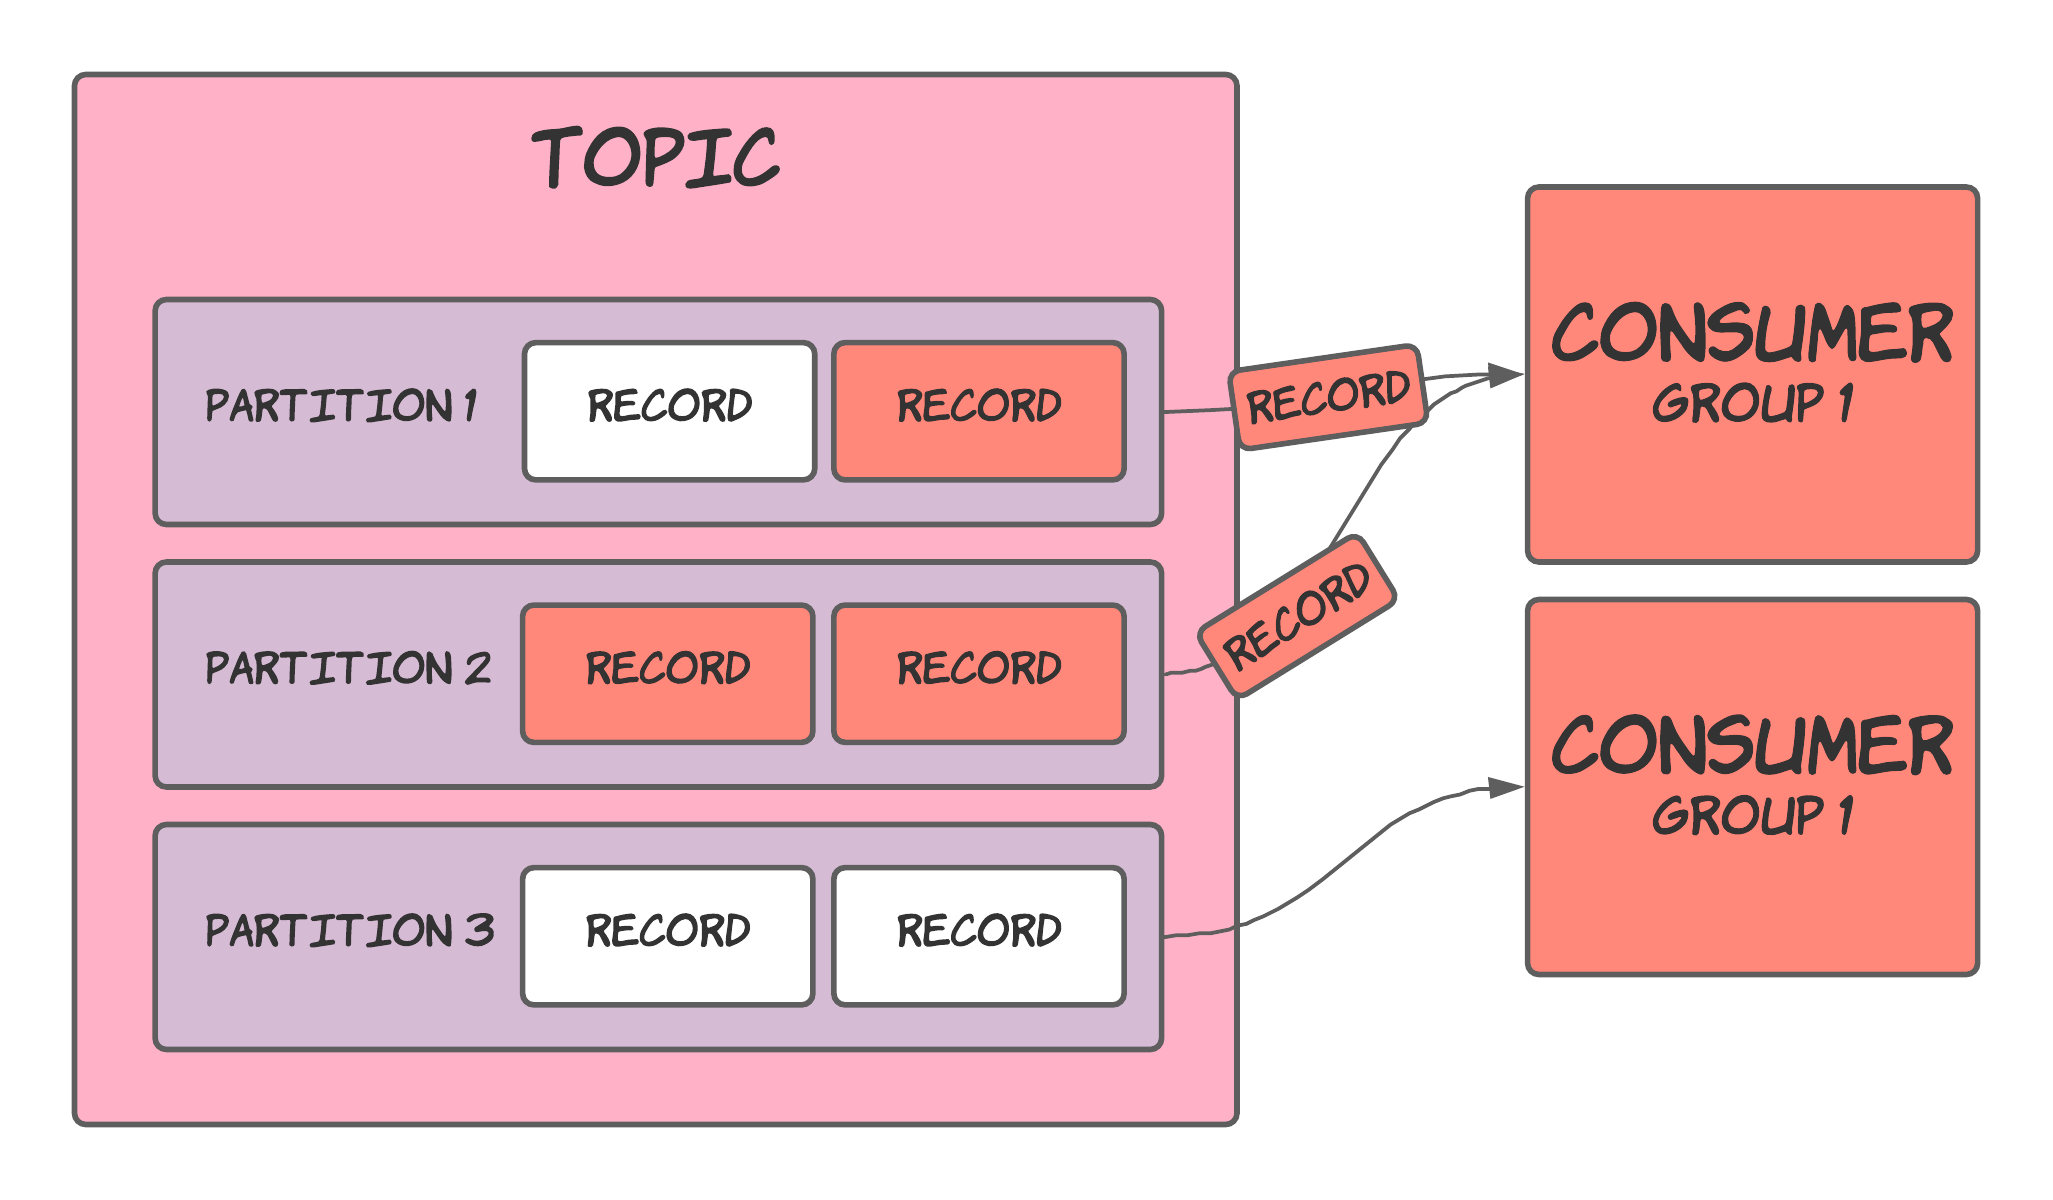 TOPIC
PARTITION 1 RECORD RECORD
RECORD
PARTITION 2 RECORD RECORD
RECORD
PARTITION 3 RECORD RECORD
CONSUMER
GROUP 1
CONSUMER
GROUP 1